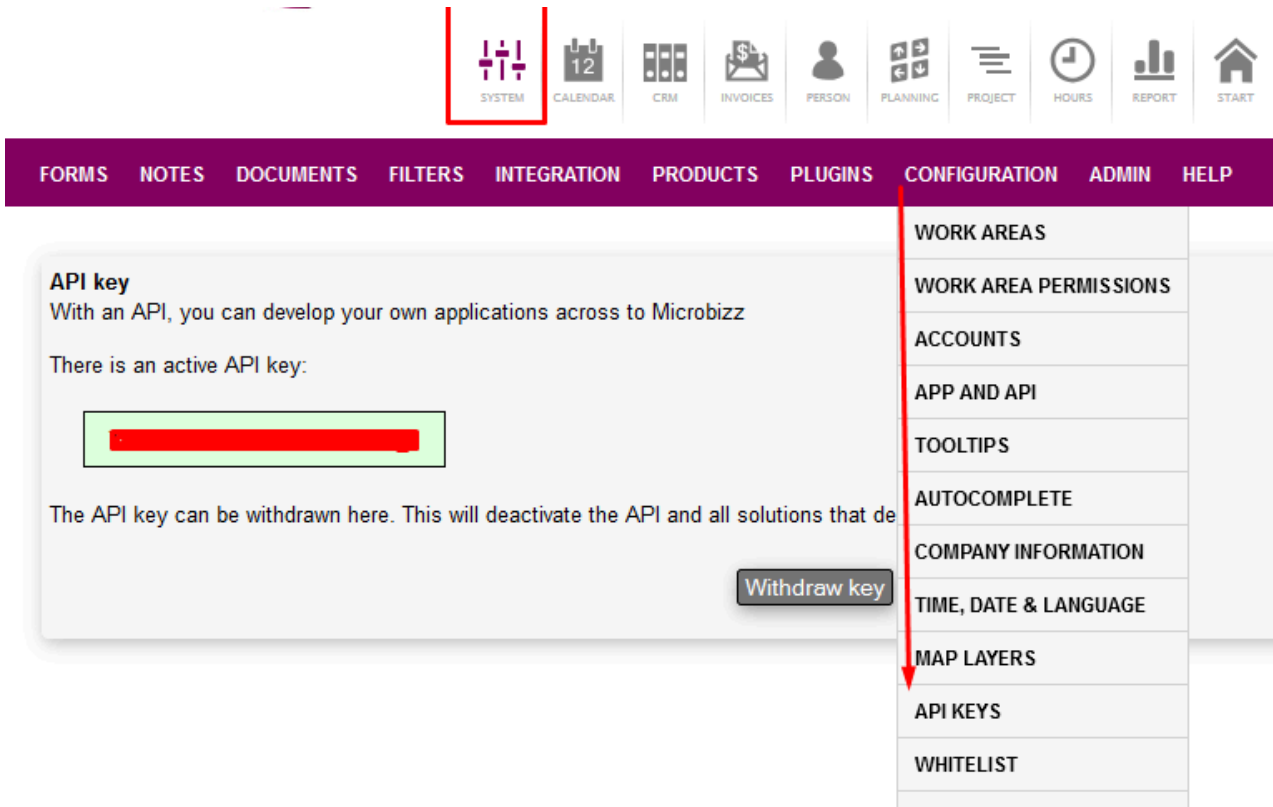 12
SYSTEM CALENDAR CRM INVOICES PERSON PLANNING PROJECT HOURS REPORT START
FORMS NOTES DOCUMENTS FILTERS INTEGRATION PRODUCTS PLUGINS CONFIGURATION ADMIN HELP
WORK AREAS
WORK AREA PERMISSIONS
ACCOUNTS
APP AND API
TOOLTIPS
AUTOCOMPLETE
COMPANY INFORMATION
TIME, DATE & LANGUAGE
MAP LAYERS
API KEYS
WHITELIST
API key
With an API, you can develop your own applications across to Microbizz
There is an active API key:
The API key can be withdrawn here. This will deactivate the API and all solutions that de
Withdraw key